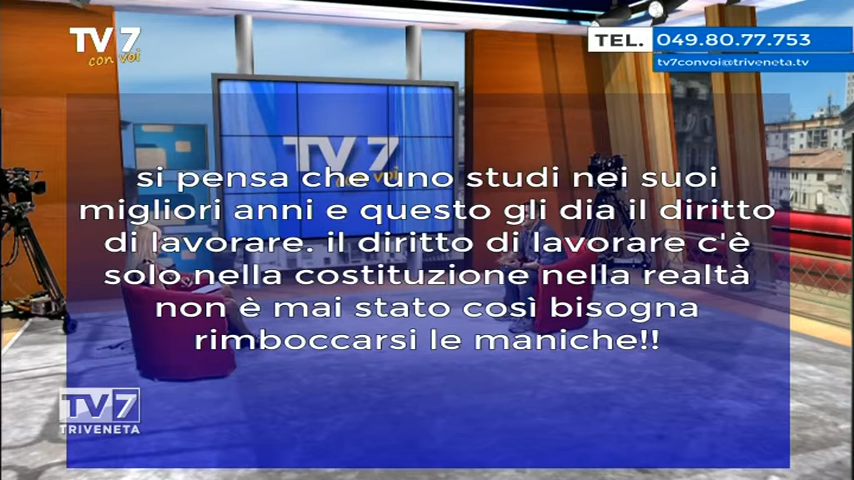 TV7
con voi
TEL. 049.80.77.753
tv7convoi@triveneta.tv
TV7
voi
si pensa che uno studi nei suoi
migliori anni e questo gli dia il diritto
di lavorare. il diritto di lavorare c'è
solo nella costituzione nella realtà
non è mai stato così bisogna
rimboccarsi le maniche!!
TV7
TRIVENETA